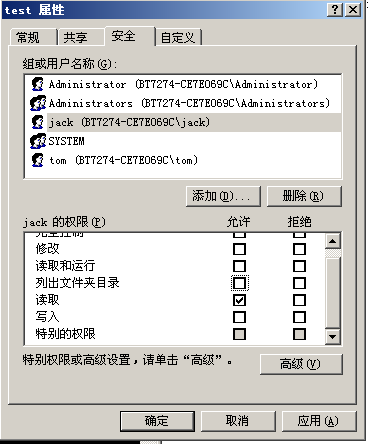 test 属性
常规 共享 安全 自定义
组或用户名称(G):
Administrator (BT7274-CE7E069C\Administrator)
Administrators (BT7274-CE7E069C\Administrators)
jack (BT7274-CE7E069C\jack)
SYSTEM
tom (BT7274-CE7E069C\tom)
添加(D)... 删除(R)
jack 的权限(P) 允许 拒绝
完全控制
修改
读取和运行
列出文件夹目录
读取
写入
特别的权限
特别权限或高级设置，请单击“高级”。 高级(V)
确定 取消 应用(A)